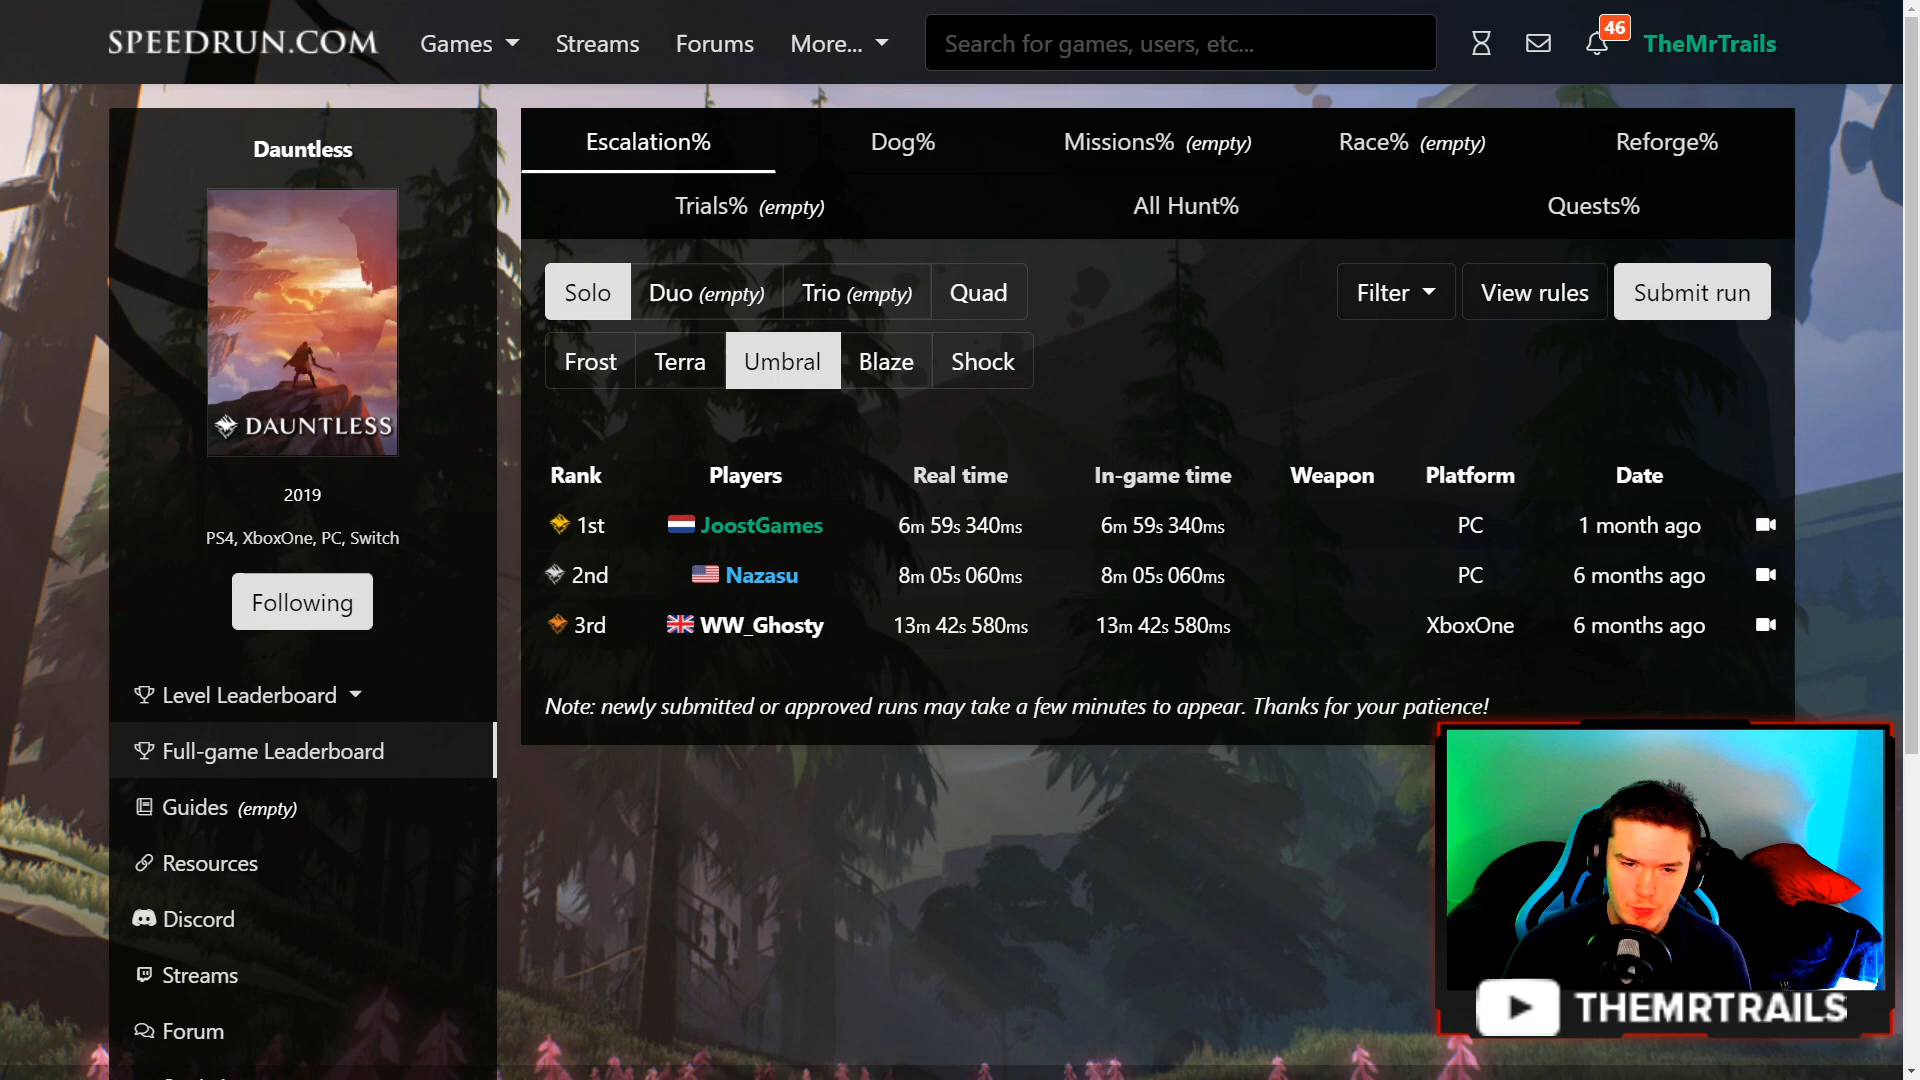 SPEEDRUN.COM Games Streams Forums More... Search for games, users, etc... 46 TheMrTrails
Dauntless
DAUNTLESS
2019
PS4, XboxOne, PC, Switch
Following
Level Leaderboard
Full-game Leaderboard
Guides (empty)
Resources
Discord
Streams
Forum
Escalation% Dog% Missions% (empty) Race% (empty) Reforge%
Trials% (empty) All Hunt% Quests%
Solo Duo (empty) Trio (empty) Quad Filter View rules Submit run
Frost Terra Umbral Blaze Shock
Rank Players Real time In-game time Weapon Platform Date
1st JoostGames 6m 59s 340ms 6m 59s 340ms PC 1 month ago
2nd Nazasu 8m 05s 060ms 8m 05s 060ms PC 6 months ago
3rd WW_Ghosty 13m 42s 580ms 13m 42s 580ms XboxOne 6 months ago
Note: newly submitted or approved runs may take a few minutes to appear. Thanks for your patience!
THEMRTRAILS